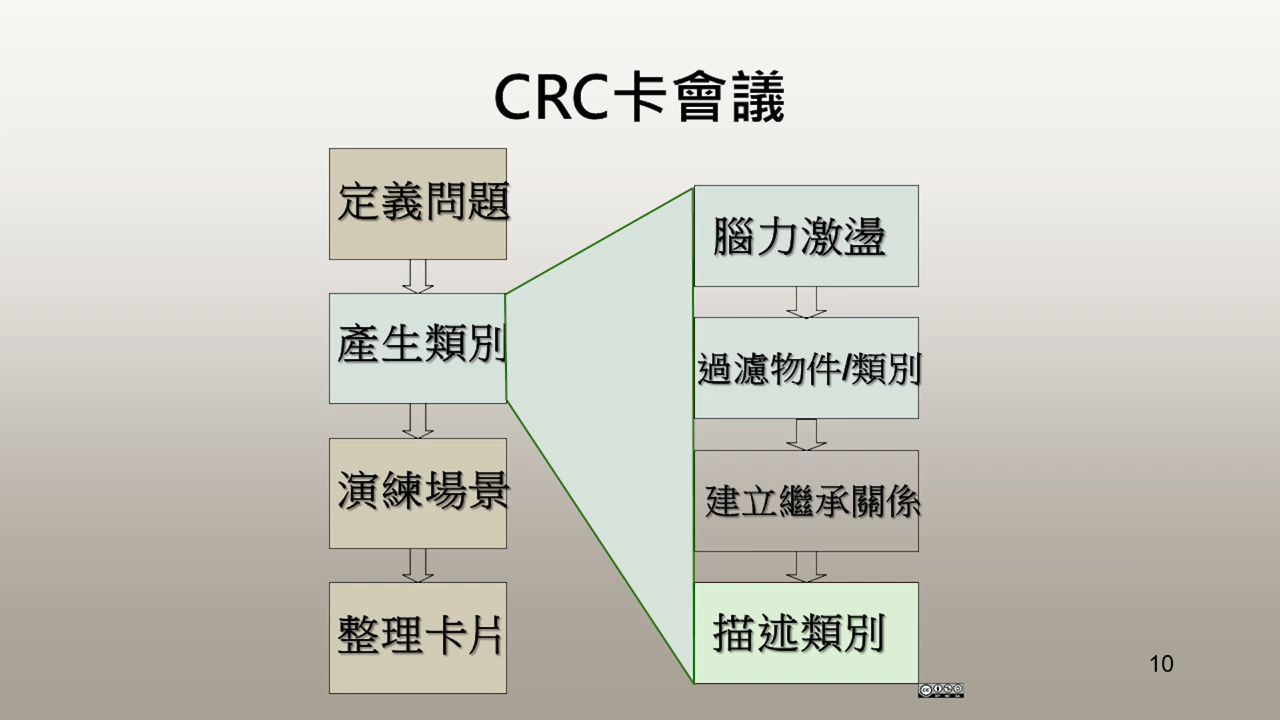 CRC卡會議
定義問題
產生類別
演練場景
整理卡片
腦力激盪
過濾物件/類別
建立繼承關係
描述類別
10